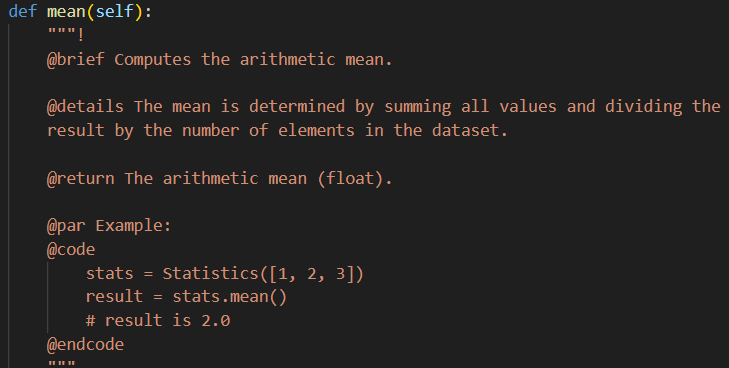 def mean(self):
"""!
@brief Computes the arithmetic mean.
@details The mean is determined by summing all values and dividing the
result by the number of elements in the dataset.
@return The arithmetic mean (float).
@par Example:
@code
stats = Statistics([1, 2, 3])
result = stats.mean()
# result is 2.0
@endcode
"""